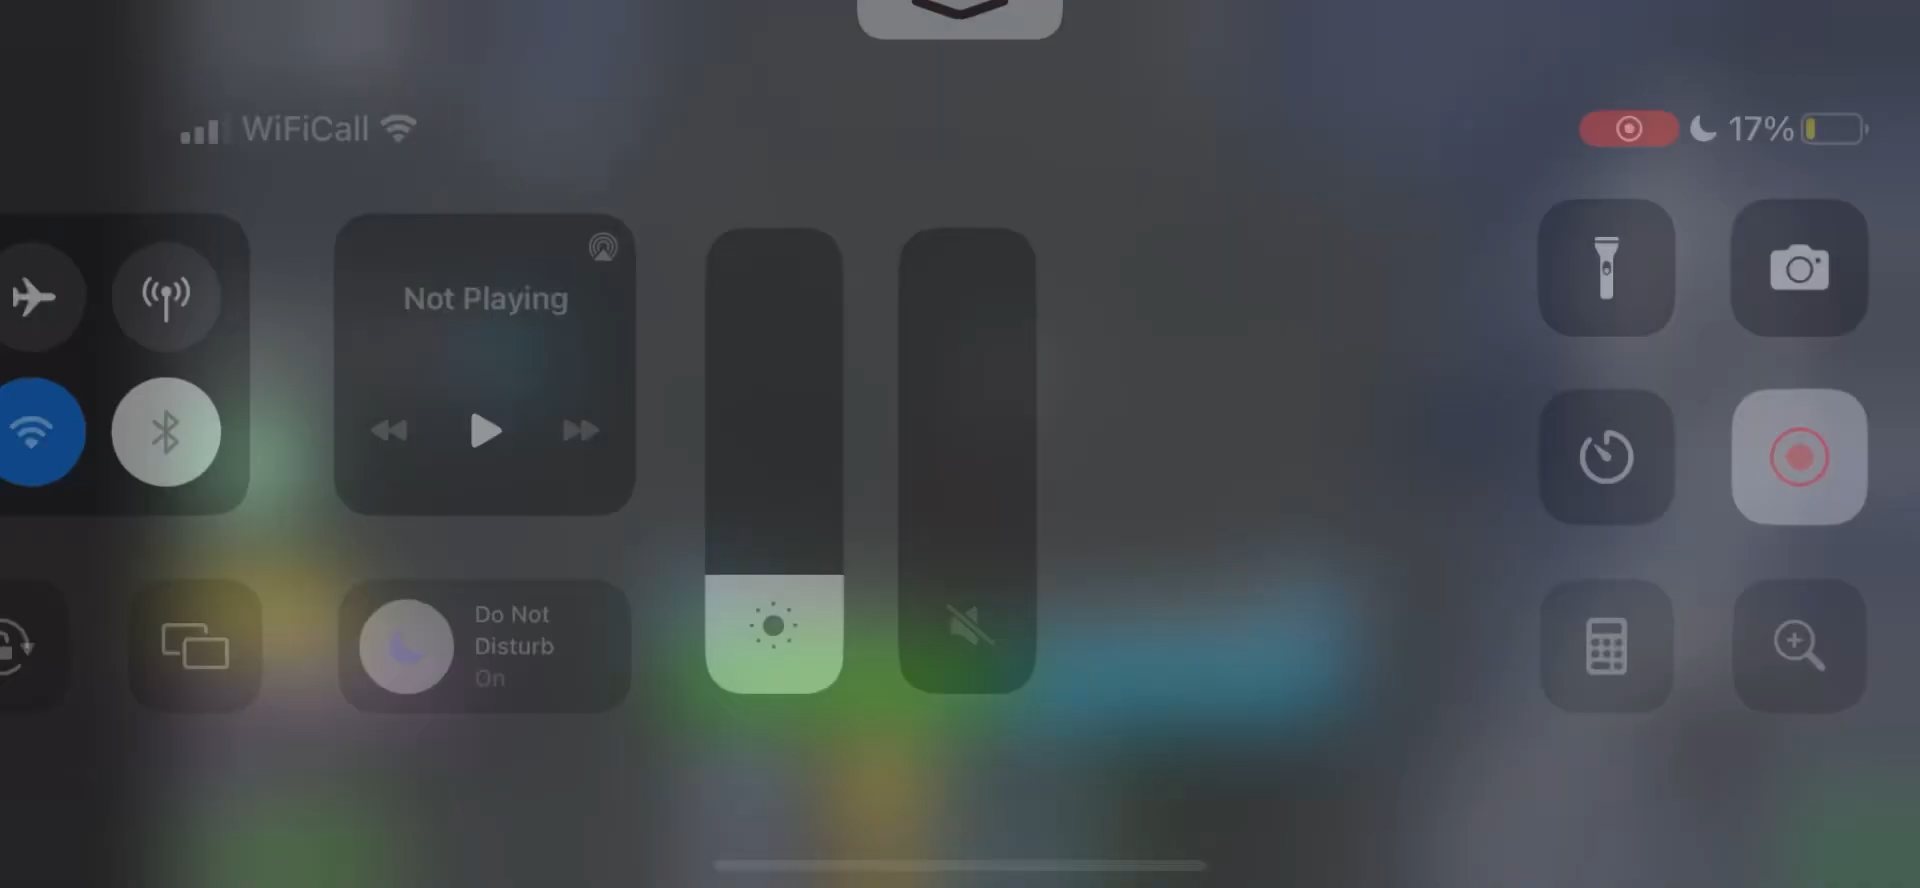 WiFiCall
17%
Not Playing
Do Not
Disturb
On